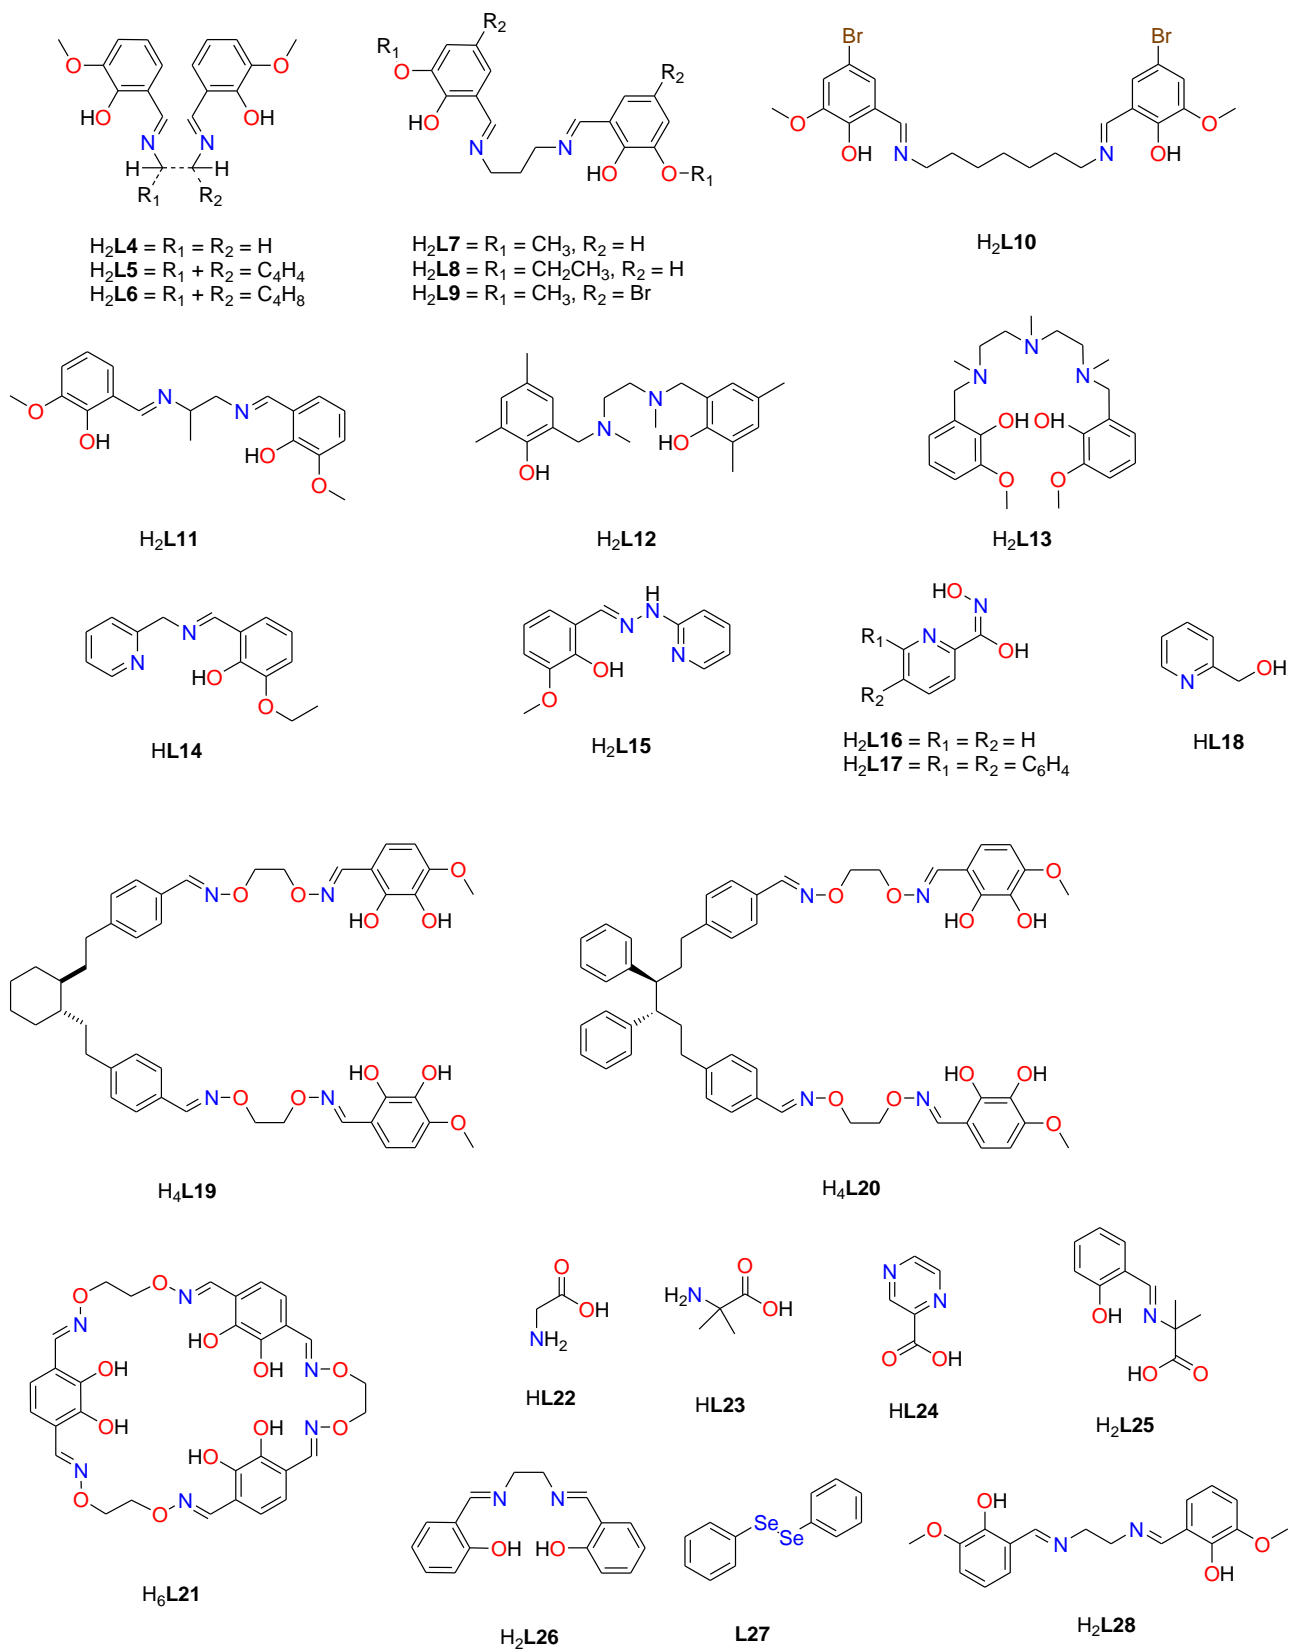 H₂L4 = R₁ = R₂ = H
H₂L5 = R₁ + R₂ = C₄H₄
H₂L6 = R₁ + R₂ = C₄H₈
H₂L7 = R₁ = CH₃, R₂ = H
H₂L8 = R₁ = CH₂CH₃, R₂ = H
H₂L9 = R₁ = CH₃, R₂ = Br
H₂L10
H₂L11
H₂L12
H₂L13
HL14
H₂L15
H₂L16 = R₁ = R₂ = H
H₂L17 = R₁ = R₂ = C₆H₄
HL18
H₄L19
H₄L20
H₆L21
HL22
HL23
HL24
H₂L25
H₂L26
L27
H₂L28